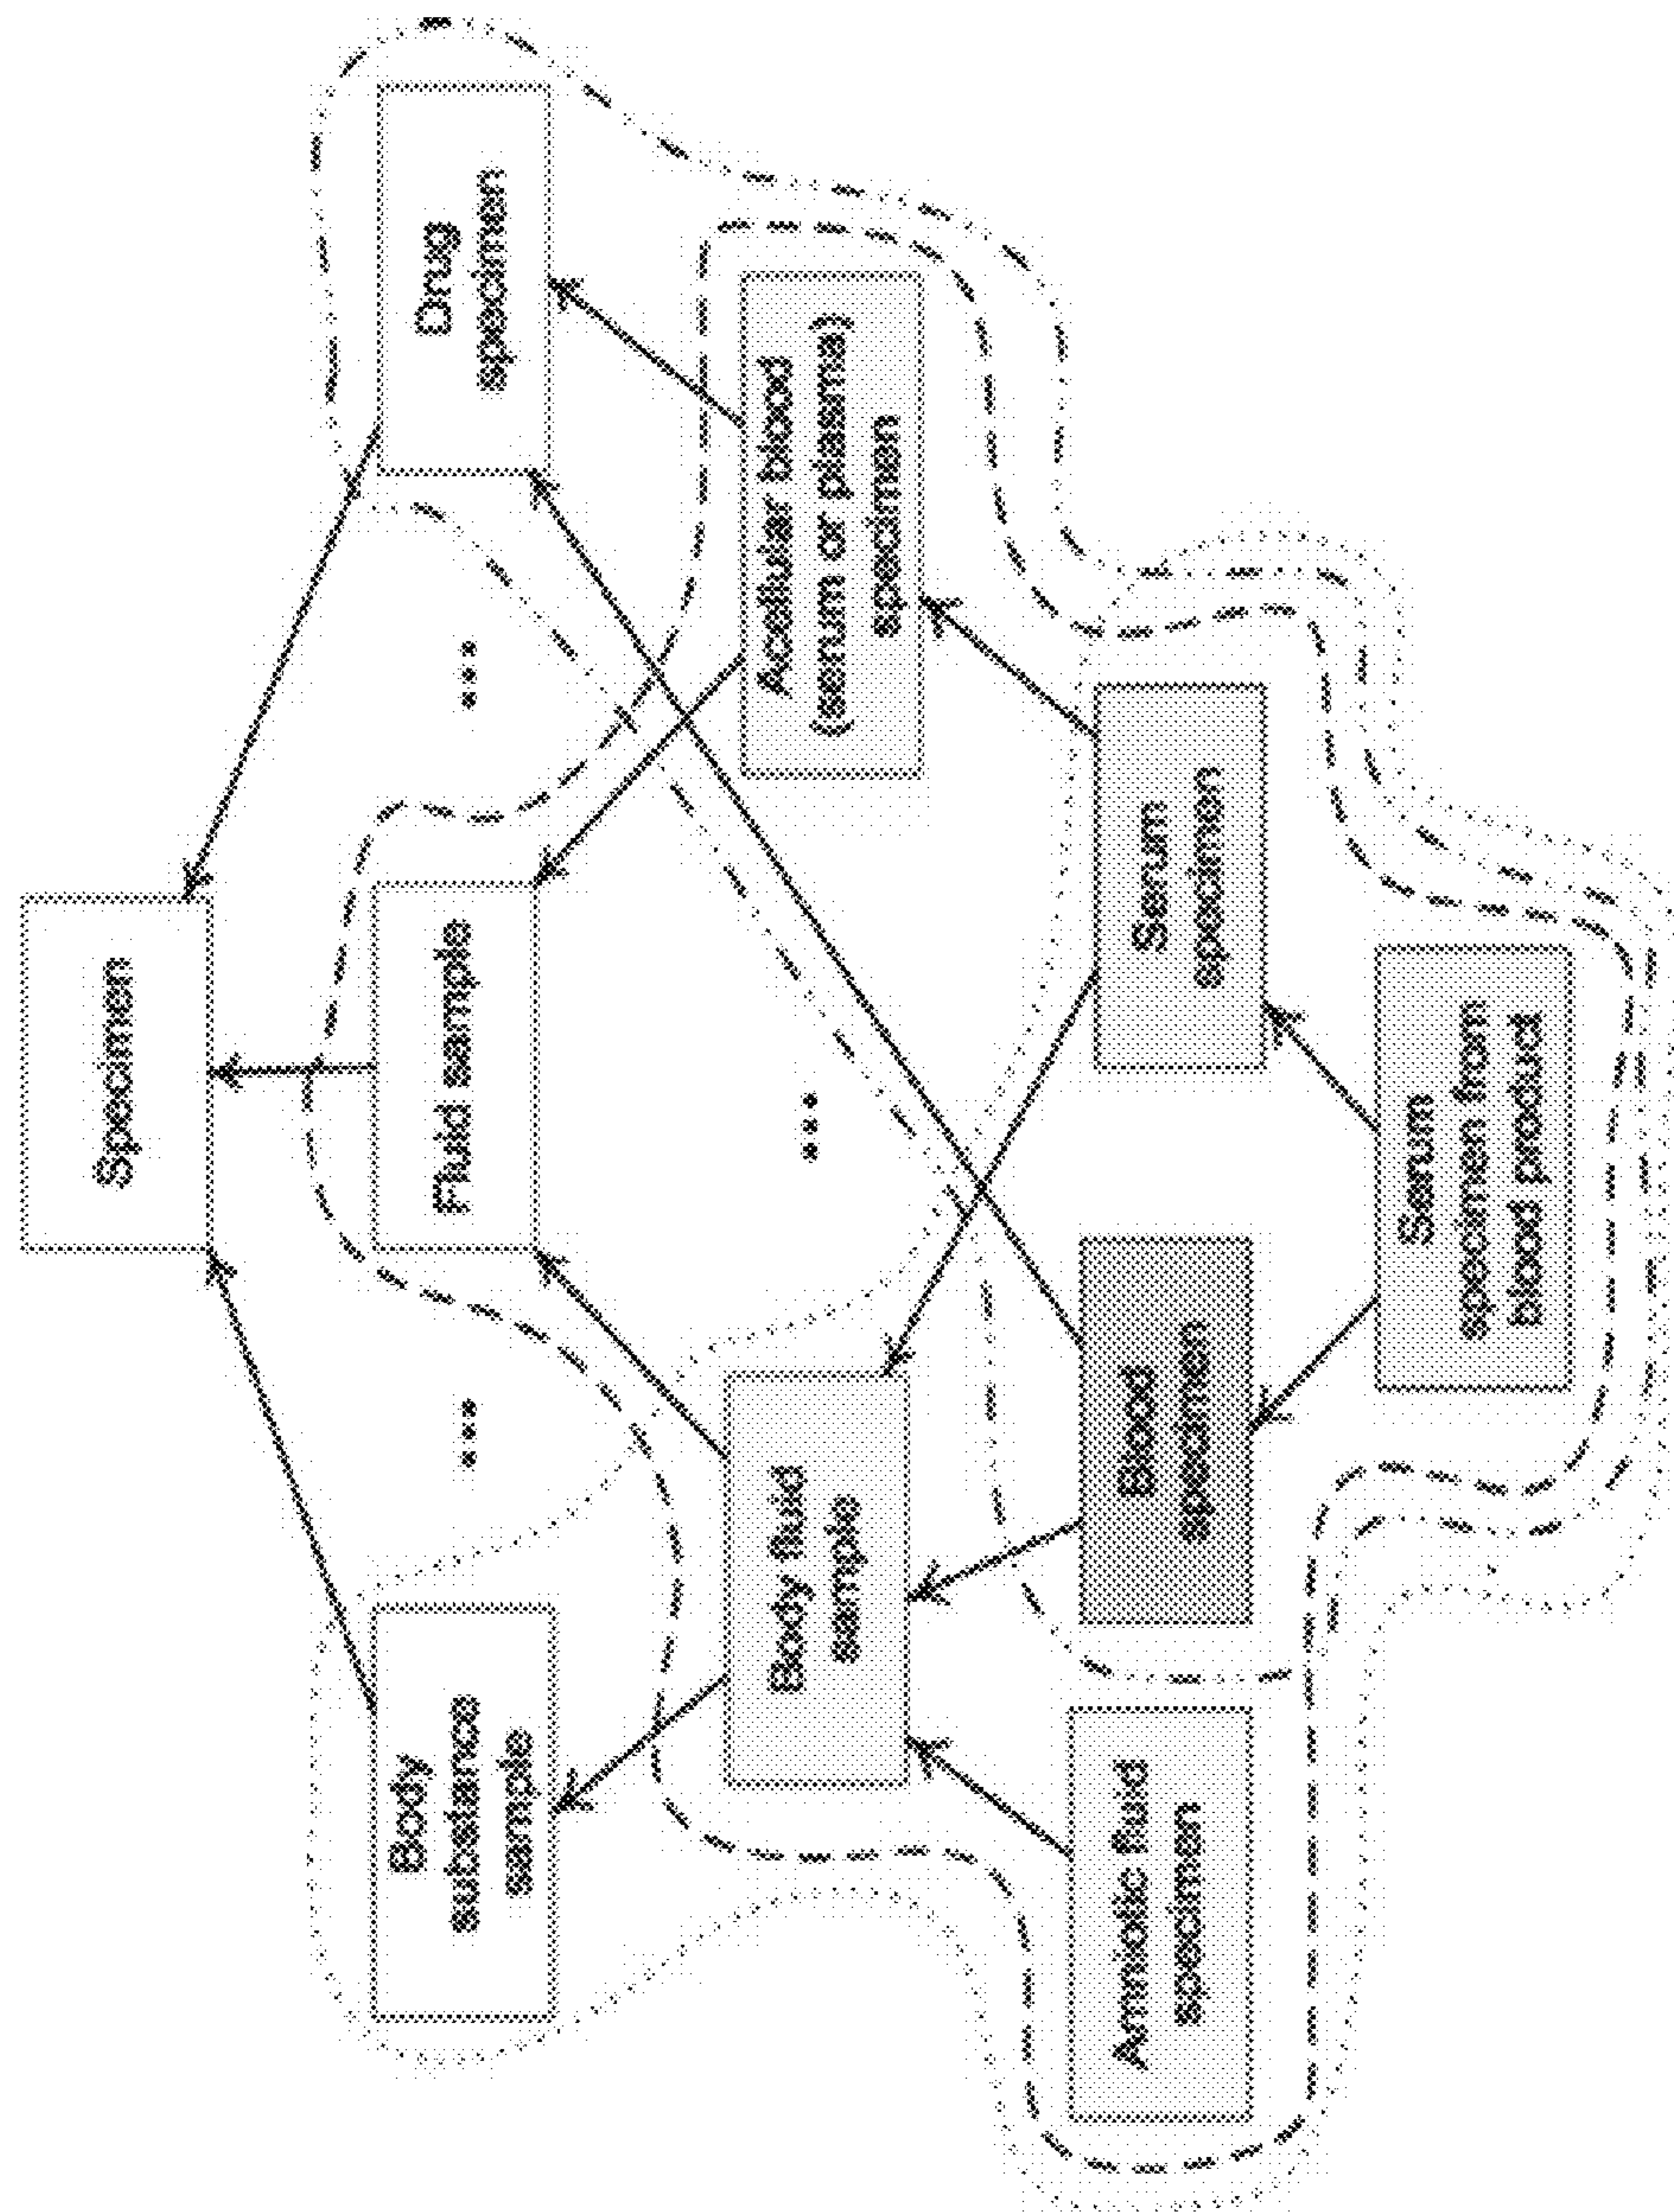 Specimen
Body
substance
sample
...
Fluid sample
...
Drug
specimen
Body fluid
sample
...
Acellular blood
(serum or plasma)
specimen
Amniotic fluid
specimen
Blood
specimen
Serum
specimen
Serum
specimen from
blood product